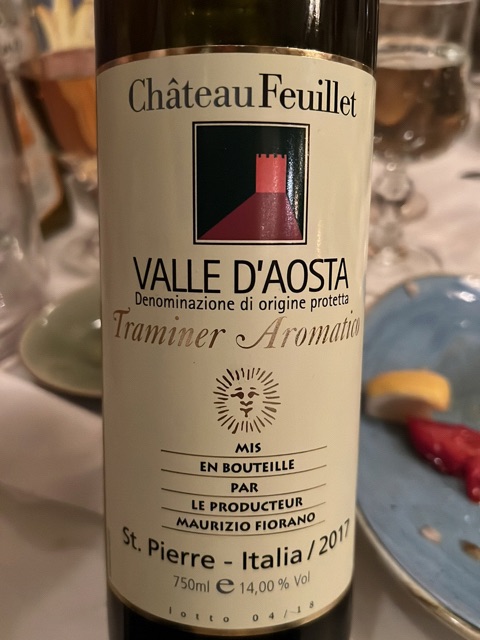 Château Feuillet
VALLE D'AOSTA
Denominazione di origine protetta
Traminer Aromatico
MIS
EN BOUTEILLE
PAR
LE PRODUCTEUR
MAURIZIO FIORANO
St. Pierre - Italia / 2017
750ml e 14,00 % Vol
lotto 04/18